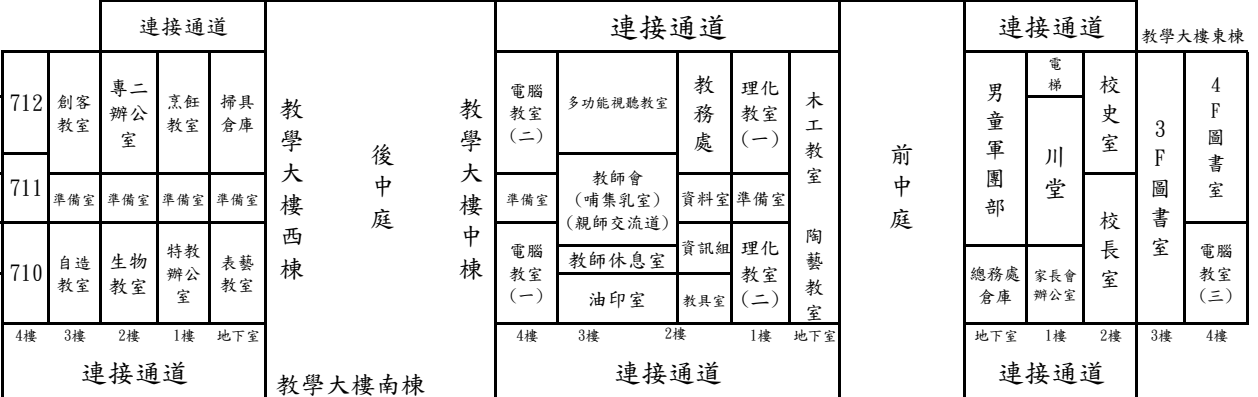 連接通道
連接通道
連接通道
教學大樓東棟
712
創客
教室
專二
辦公
室
烹飪
教室
掃具
倉庫
711
準備室
準備室
準備室
準備室
710
自造
教室
生物
教室
特教
辦公
室
表藝
教室
4樓
3樓
2樓
1樓
地下室
連接通道
教學大樓西棟
後中庭
教學大樓中棟
教學大樓南棟
電腦
教室
(二)
多功能視聽教室
教務處
理化
教室
(一)
木工教室
準備室
教師會
(哺集乳室)
(親師交流道)
資料室
準備室
電腦
教室
(一)
教師休息室
油印室
資訊組
教具室
理化
教室
(二)
陶藝教室
4樓
3樓
2樓
1樓
地下室
連接通道
前中庭
男童軍團部
電梯
川堂
校史室
校長室
總務處
倉庫
家長會
辦公室
3F圖書室
4F圖書室
電腦
教室
(三)
地下室
1樓
2樓
3樓
4樓
連接通道